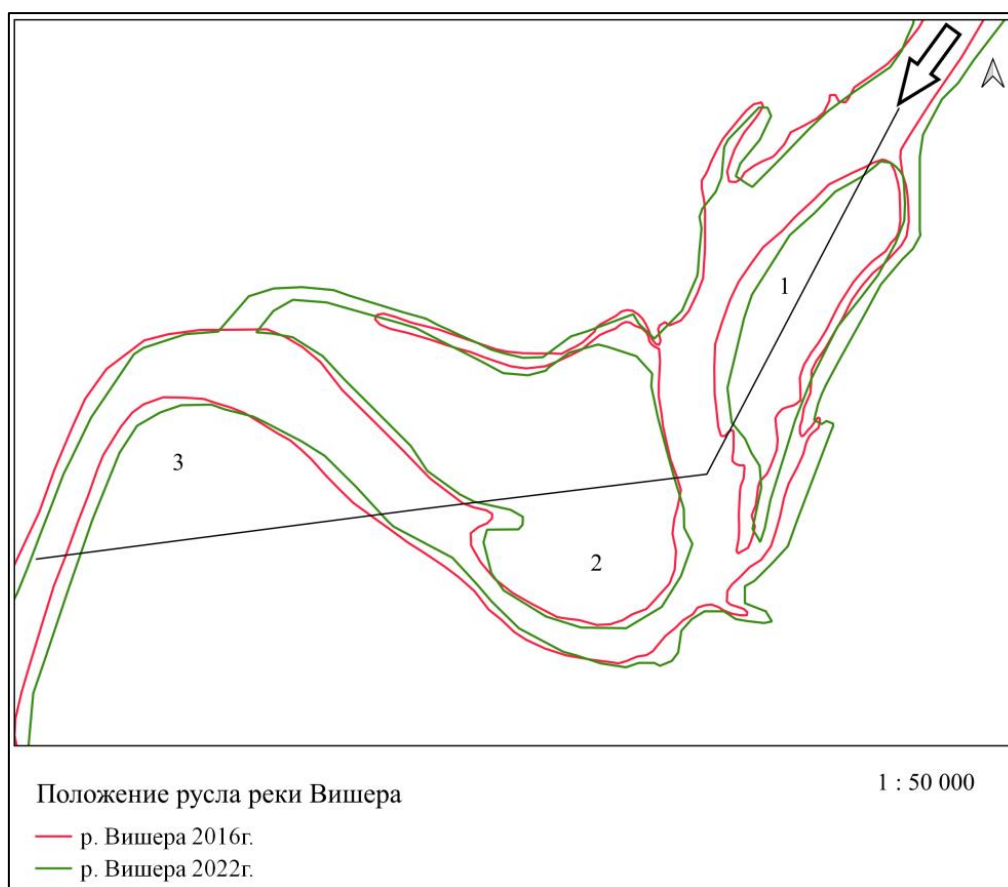 1
2
3
Положение русла реки Вишера
1 : 50 000
р. Вишера 2016г.
р. Вишера 2022г.